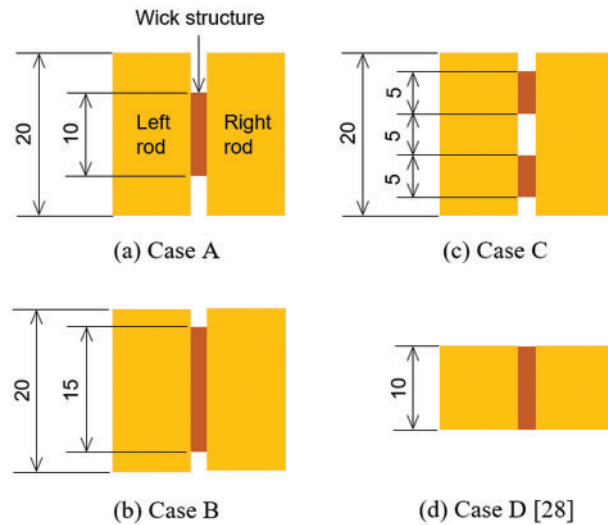 Wick structure
20
10
Left
rod
Right
rod
(a) Case A
20
5
5
5
(c) Case C
20
15
(b) Case B
10
(d) Case D [28]